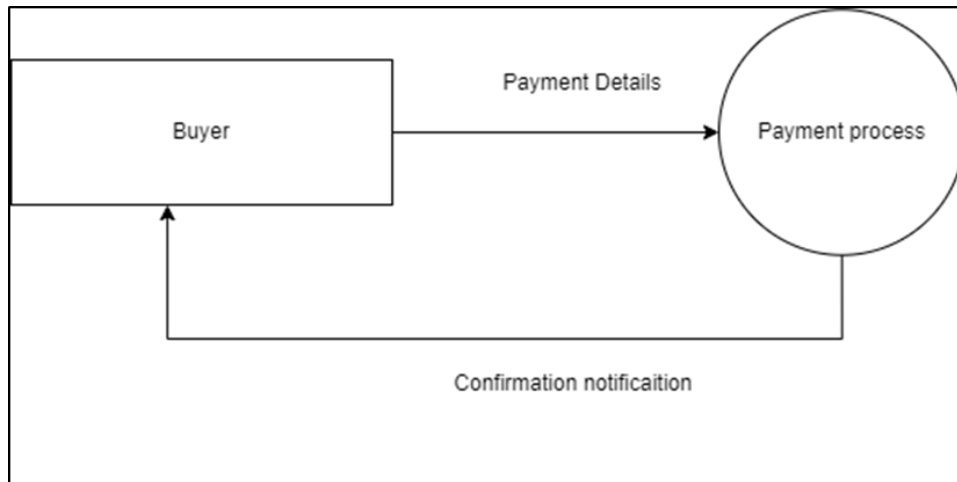 Payment Details
Buyer
Payment process
Confirmation notificaition